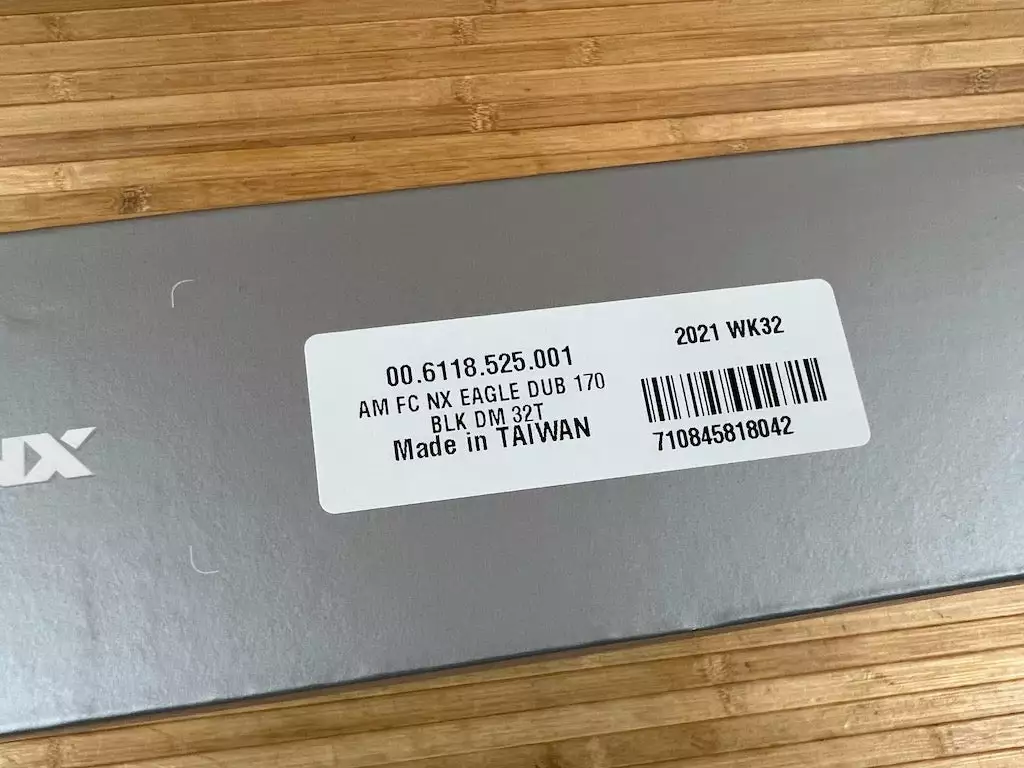 NX
00.6118.525.001
AM FC NX EAGLE DUB 170
BLK DM 32T
Made in TAIWAN
2021 WK32
710845818042